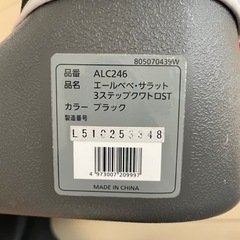 805070439W
品番 ALC246
品名 エールベベ・サラット
3ステップクワトロST
カラー ブラック
製造番号
L510253348
4 973007 209997
MADE IN CHINA